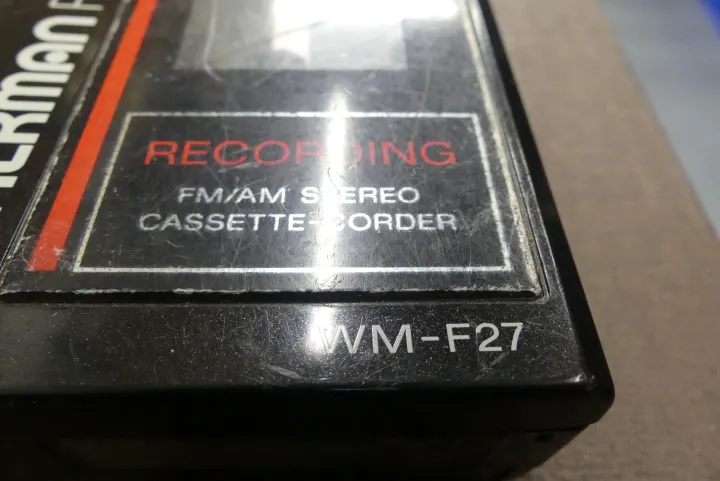 RECORDING
FM/AM STEREO
CASSETTE-CORDER
WM-F27